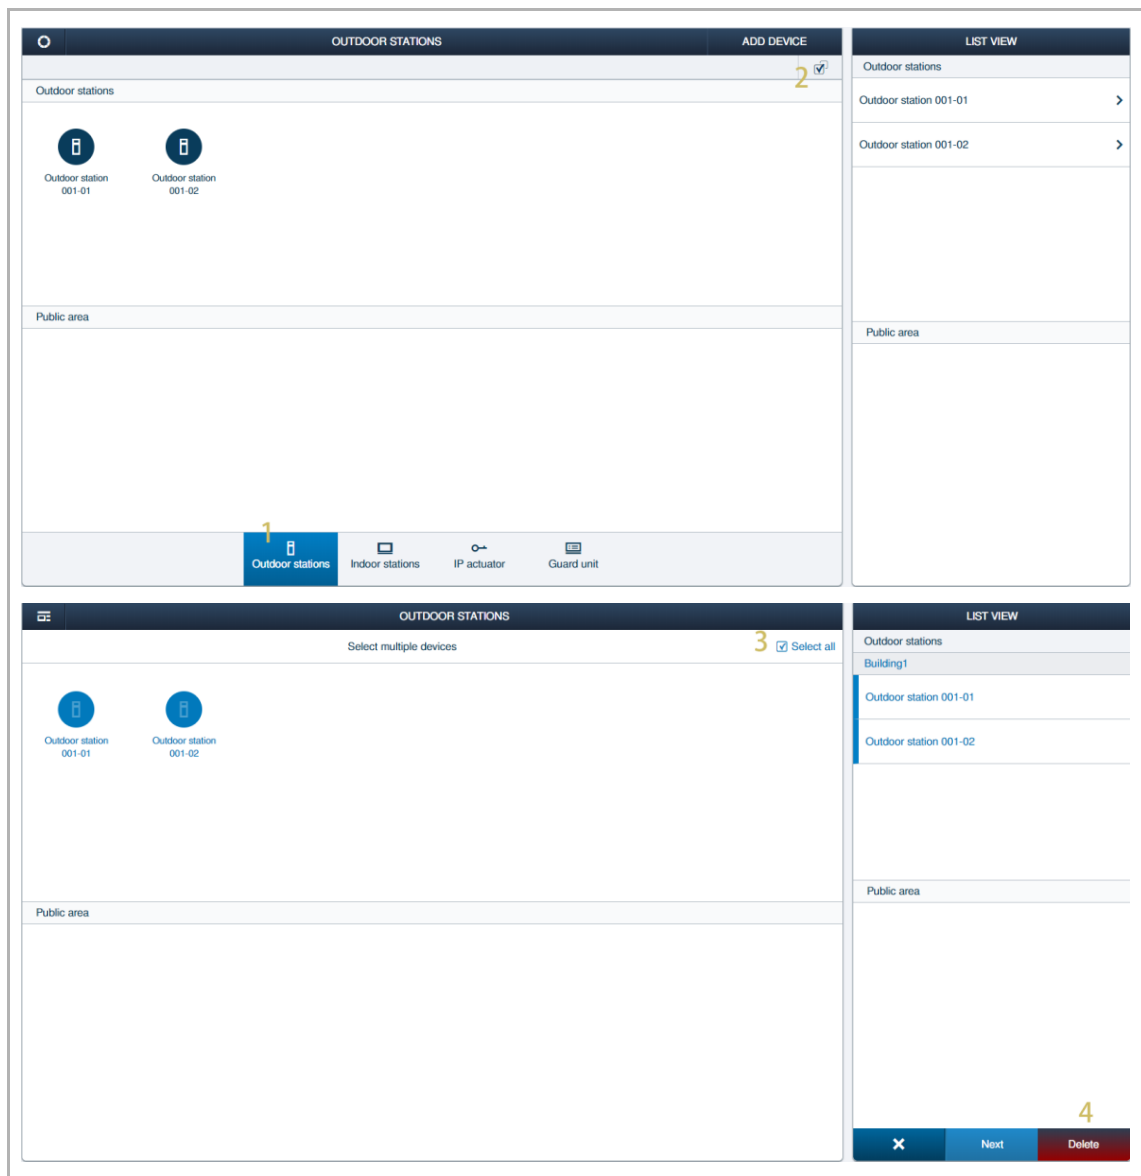 OUTDOOR STATIONS
ADD DEVICE
2
Outdoor stations
Outdoor station
001-01
Outdoor station
001-02
Public area
1
Outdoor stations
Indoor stations
IP actuator
Guard unit
LIST VIEW
Outdoor stations
Outdoor station 001-01
Outdoor station 001-02
Public area
OUTDOOR STATIONS
Select multiple devices
3
Select all
Outdoor station
001-01
Outdoor station
001-02
Public area
LIST VIEW
Outdoor stations
Building1
Outdoor station 001-01
Outdoor station 001-02
Public area
4
Next
Delete